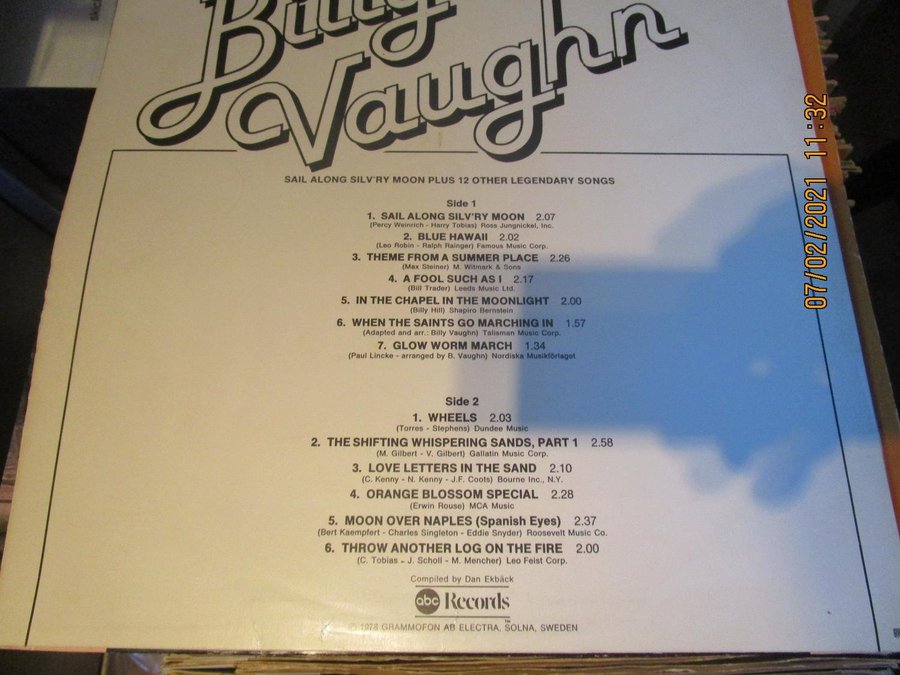 Billy
Vaughn
SAIL ALONG SILV'RY MOON PLUS 12 OTHER LEGENDARY SONGS
Side 1
1. SAIL ALONG SILV'RY MOON 2.07
(Percy Weinrich - Harry Tobias) Ross Jungnickel, Inc.
2. BLUE HAWAII 2.02
(Leo Robin - Ralph Rainger) Famous Music Corp.
3. THEME FROM A SUMMER PLACE 2.26
(Max Steiner) M. Witmark & Sons
4. A FOOL SUCH AS I 2.17
(Bill Trader) Leeds Music Ltd.
5. IN THE CHAPEL IN THE MOONLIGHT 2.00
(Billy Hill) Shapiro Bernstein
6. WHEN THE SAINTS GO MARCHING IN 1.57
(Adapted and arr.: Billy Vaughn) Talisman Music Corp.
7. GLOW WORM MARCH 1.34
(Paul Lincke - arranged by B. Vaughn) Nordiska Musikförlaget
Side 2
1. WHEELS 2.03
(Torres - Stephens) Dundee Music
2. THE SHIFTING WHISPERING SANDS, PART 1 2.58
(M. Gilbert - V. Gilbert) Gallatin Music Corp.
3. LOVE LETTERS IN THE SAND 2.10
(C. Kenny - N. Kenny - J.F. Coots) Bourne Inc., N.Y.
4. ORANGE BLOSSOM SPECIAL 2.28
(Erwin Rouse) MCA Music
5. MOON OVER NAPLES (Spanish Eyes) 2.37
(Bert Kaempfert - Charles Singleton - Eddie Snyder) Roosevelt Music Co.
6. THROW ANOTHER LOG ON THE FIRE 2.00
(C. Tobias - J. Scholl - M. Mencher) Leo Feist Corp.
Compiled by Dan Ekbäck
abc Records
TM
℗ 1978 GRAMMOFON AB ELECTRA, SOLNA, SWEDEN
07/02/2021 11:32